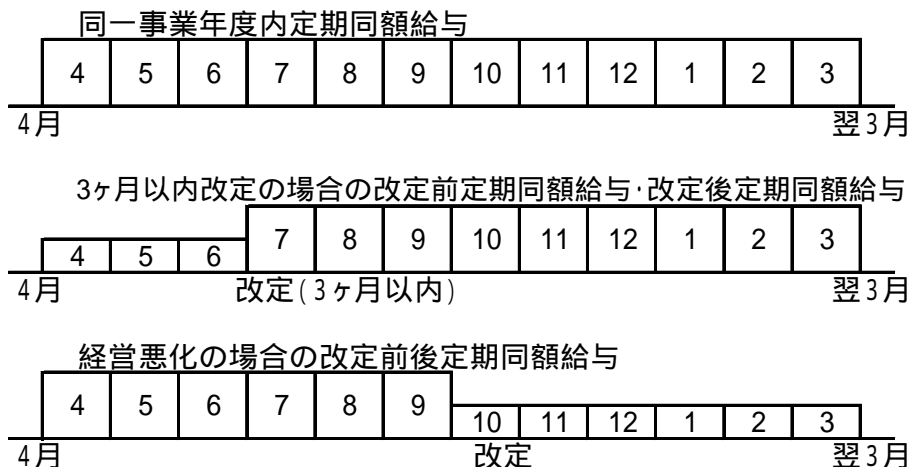 同一事業年度内定期同額給与
4 5 6 7 8 9 10 11 12 1 2 3
4月 翌3月
3ヶ月以内改定の場合の改定前定期同額給与･改定後定期同額給与
4 5 6 7 8 9 10 11 12 1 2 3
4月 改定(3ヶ月以内) 翌3月
経営悪化の場合の改定前後定期同額給与
4 5 6 7 8 9 10 11 12 1 2 3
4月 改定 翌3月